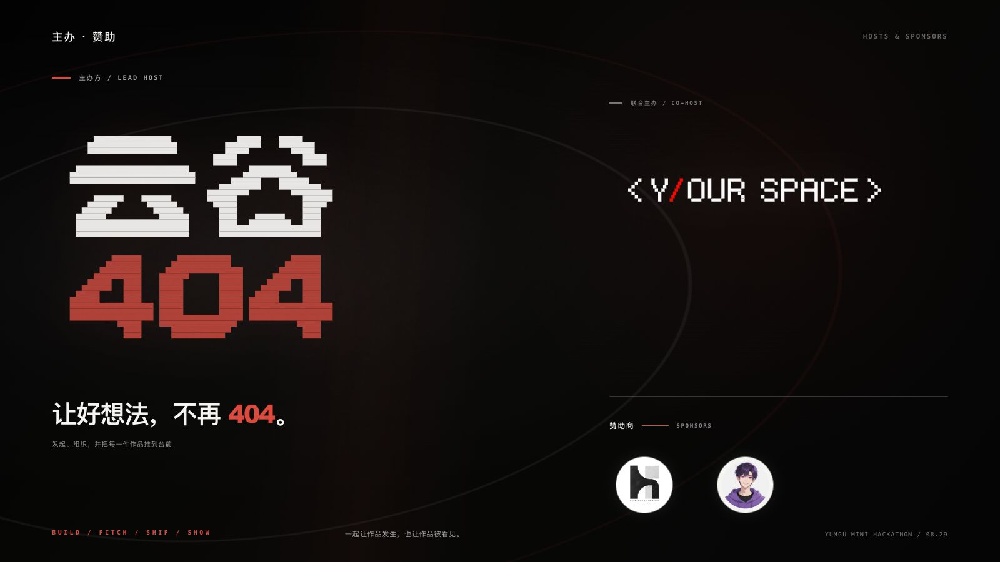 主办 · 赞助
HOSTS & SPONSORS
主办方 / LEAD HOST
联合主办 / CO—HOST
云谷
404
<Y/OUR SPACE>
让好想法，不再 404。
发起、组织，并把每一件作品推到台前
赞助商
SPONSORS
HACKERS AND PAINTERS
BUILD / PITCH / SHIP / SHOW
一起让作品发生，也让作品被看见。
YUNGU MINI HACKATHON / 08.29